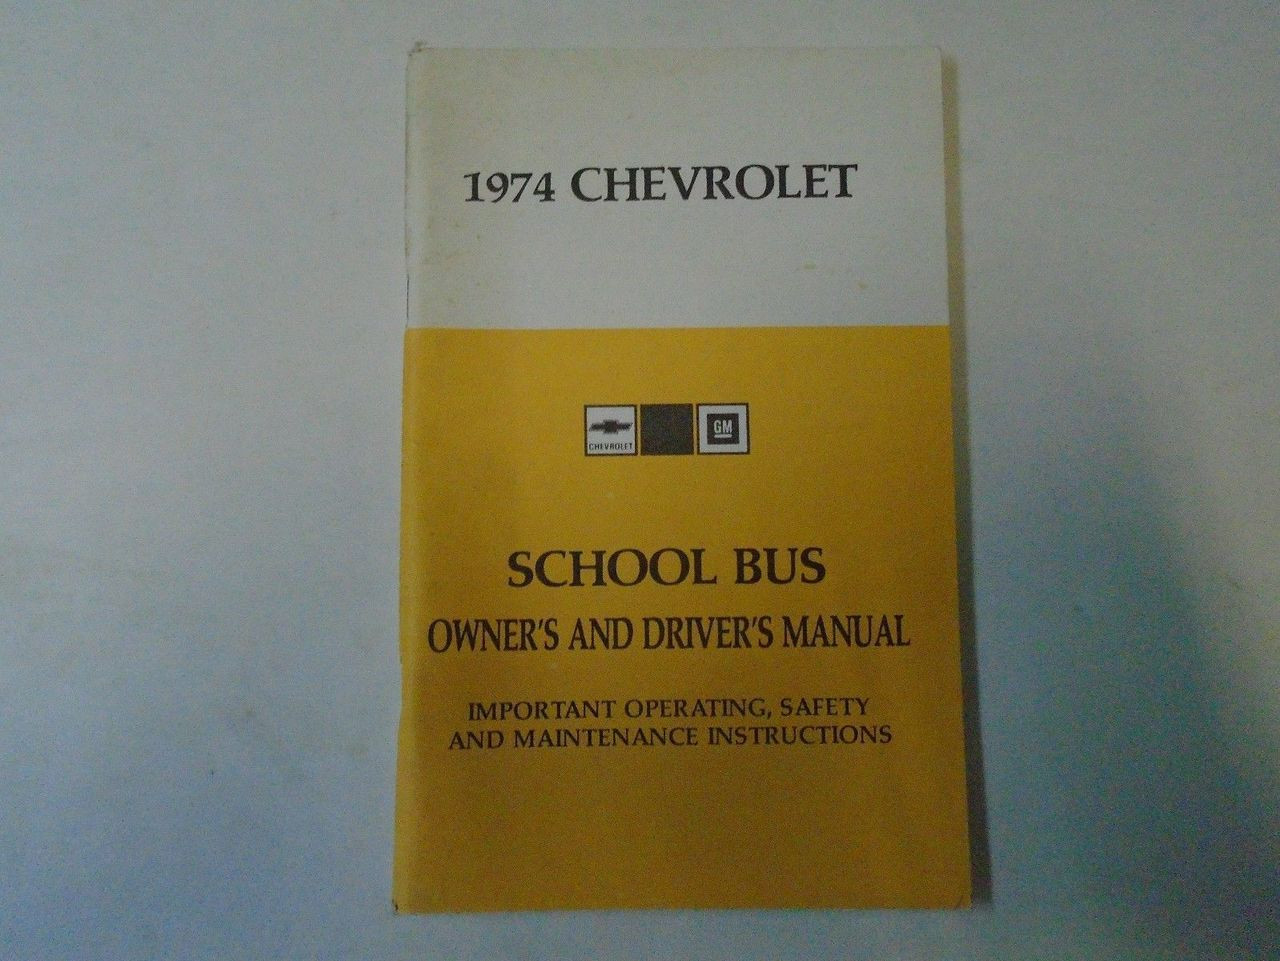 1974 CHEVROLET
CHEVROLET
GM
SCHOOL BUS
OWNER'S AND DRIVER'S MANUAL
IMPORTANT OPERATING, SAFETY
AND MAINTENANCE INSTRUCTIONS